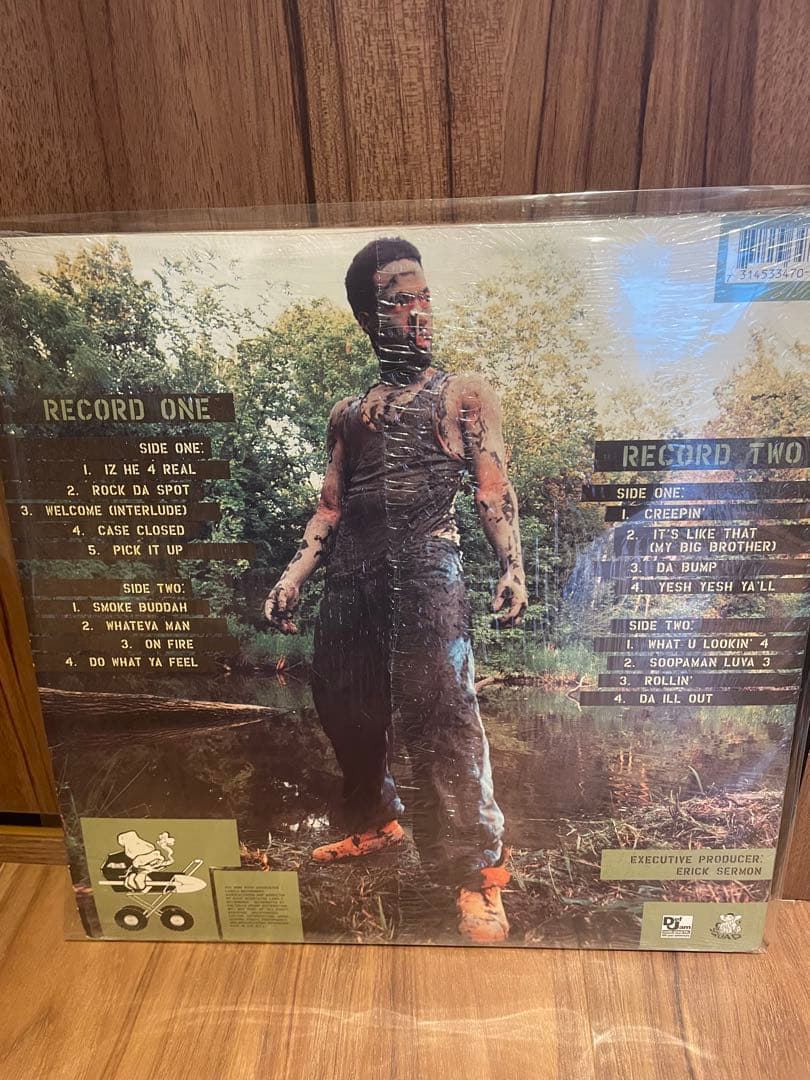 7 31453 3470
RECORD ONE
SIDE ONE:
1. IZ HE 4 REAL
2. ROCK DA SPOT
3. WELCOME (INTERLUDE)
4. CASE CLOSED
5. PICK IT UP
SIDE TWO:
1. SMOKE BUDDAH
2. WHATEVA MAN
3. ON FIRE
4. DO WHAT YA FEEL
RECORD TWO
SIDE ONE:
1. CREEPIN'
2. IT'S LIKE THAT
(MY BIG BROTHER)
3. DA BUMP
4. YESH YESH YA'LL
SIDE TWO:
1. WHAT U LOOKIN' 4
2. SOOPAMAN LUVA 3
3. ROLLIN'
4. DA ILL OUT
EXECUTIVE PRODUCER:
ERICK SERMON
Def
Jam